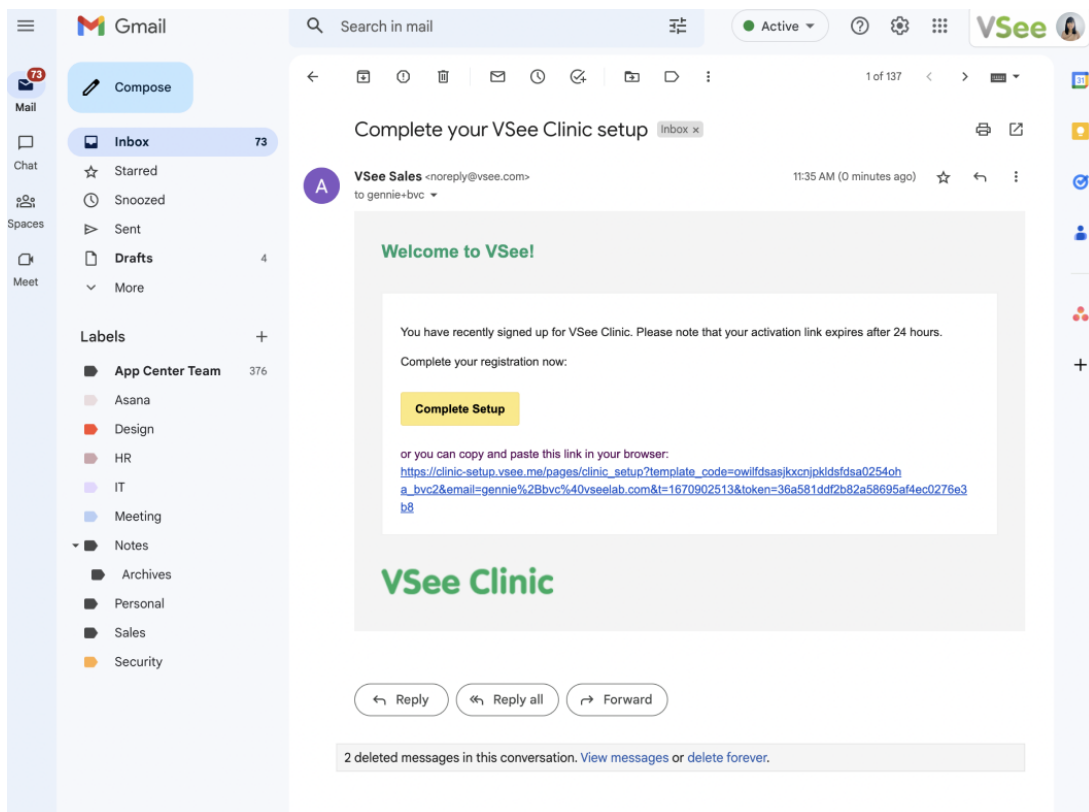 Gmail
Search in mail
Active
VSee
73
Mail
Compose
1 of 137
31
Inbox 73
Complete your VSee Clinic setup Inbox ×
Chat
Starred
VSee Sales <noreply@vsee.com> 11:35 AM (0 minutes ago)
A
to gennie+bvc
Snoozed
Spaces
Sent
Drafts 4
Meet
More
Welcome to VSee!
You have recently signed up for VSee Clinic. Please note that your activation link expires after 24 hours.
Complete your registration now:
Complete Setup
or you can copy and paste this link in your browser:
https://clinic-setup.vsee.me/pages/clinic_setup?template_code=owilfdsasjkxcnjpkldsfdsa0254oh
a_bvc2&email=gennie%2Bbvc%40vseelab.com&t=1670902513&token=36a581ddf2b82a58695af4ec0276e3
b8
VSee Clinic
Labels
App Center Team 376
Asana
Design
HR
IT
Meeting
Notes
Archives
Personal
Sales
Security
Reply
Reply all
Forward
2 deleted messages in this conversation. View messages or delete forever.